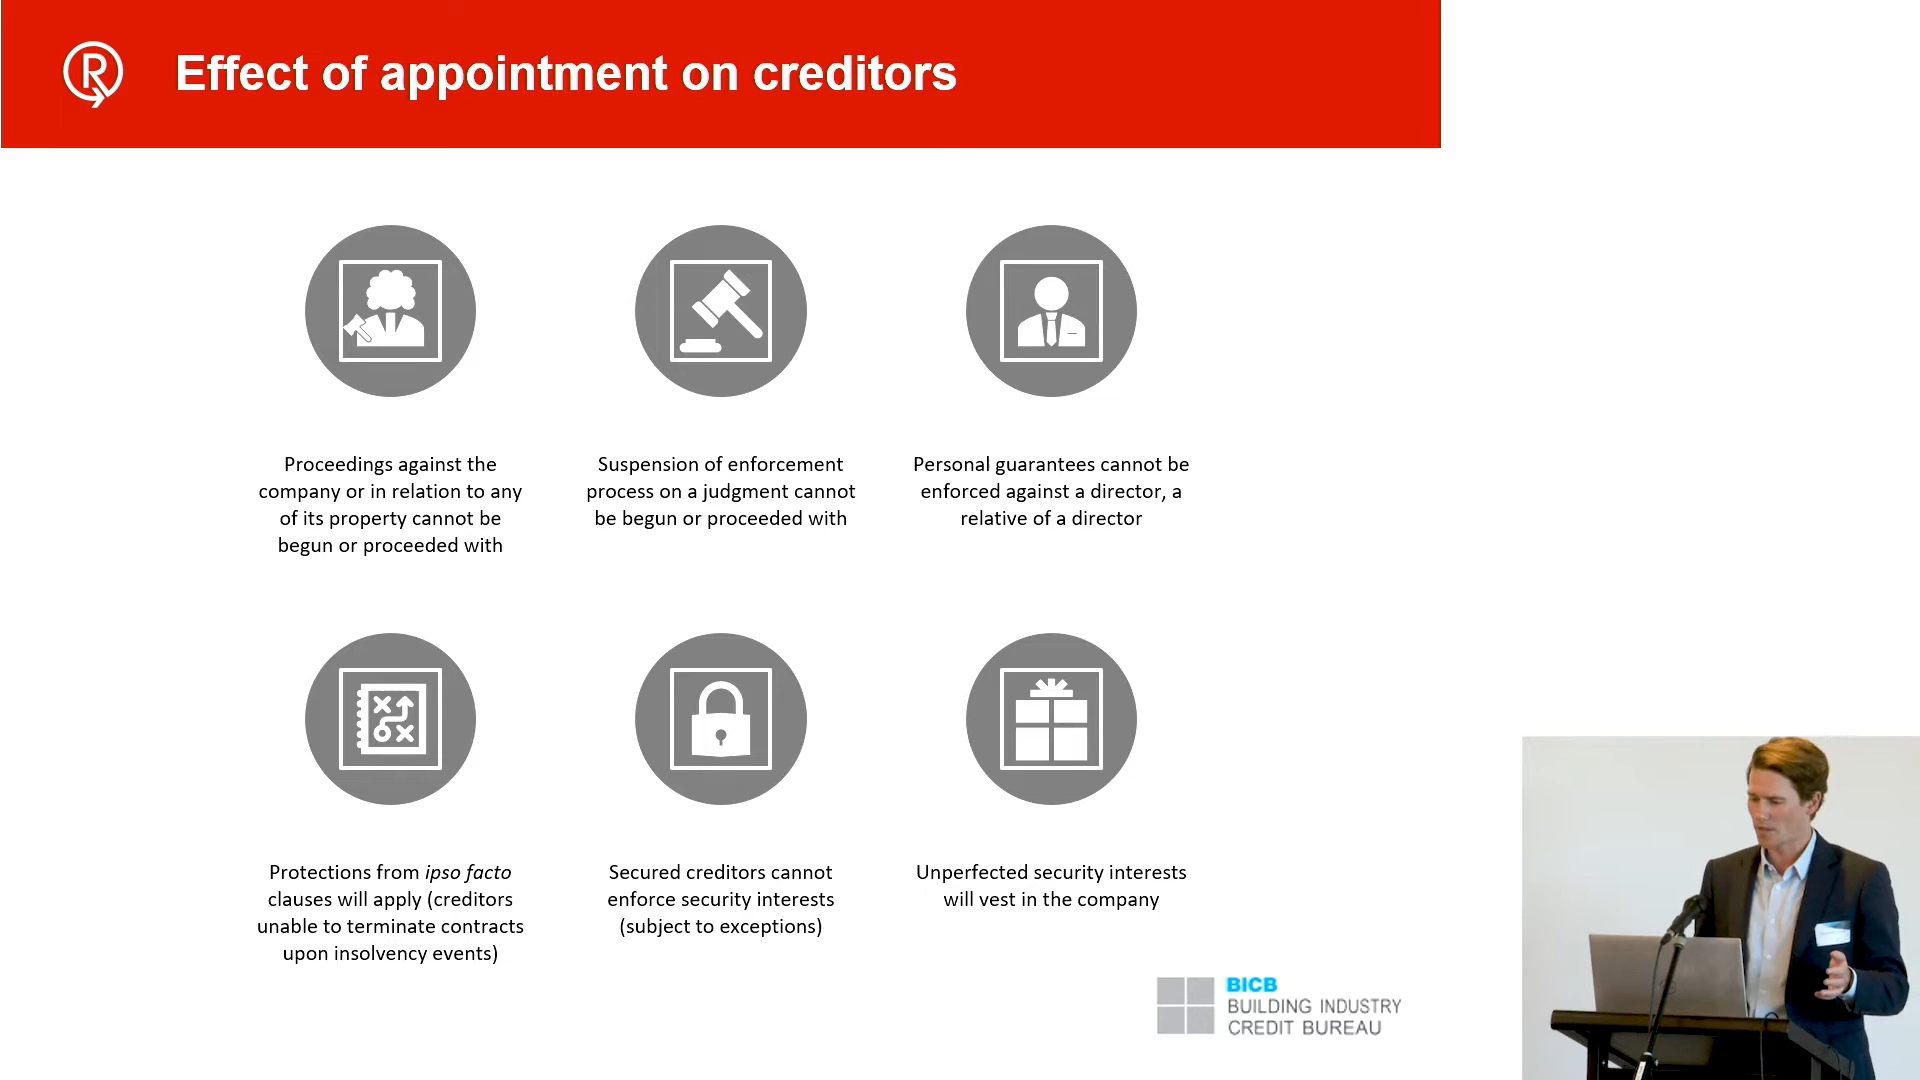 Effect of appointment on creditors
Proceedings against the
company or in relation to any
of its property cannot be
begun or proceeded with
Suspension of enforcement
process on a judgment cannot
be begun or proceeded with
Personal guarantees cannot be
enforced against a director, a
relative of a director
Protections from ipso facto
clauses will apply (creditors
unable to terminate contracts
upon insolvency events)
Secured creditors cannot
enforce security interests
(subject to exceptions)
Unperfected security interests
will vest in the company
BICB
BUILDING INDUSTRY
CREDIT BUREAU